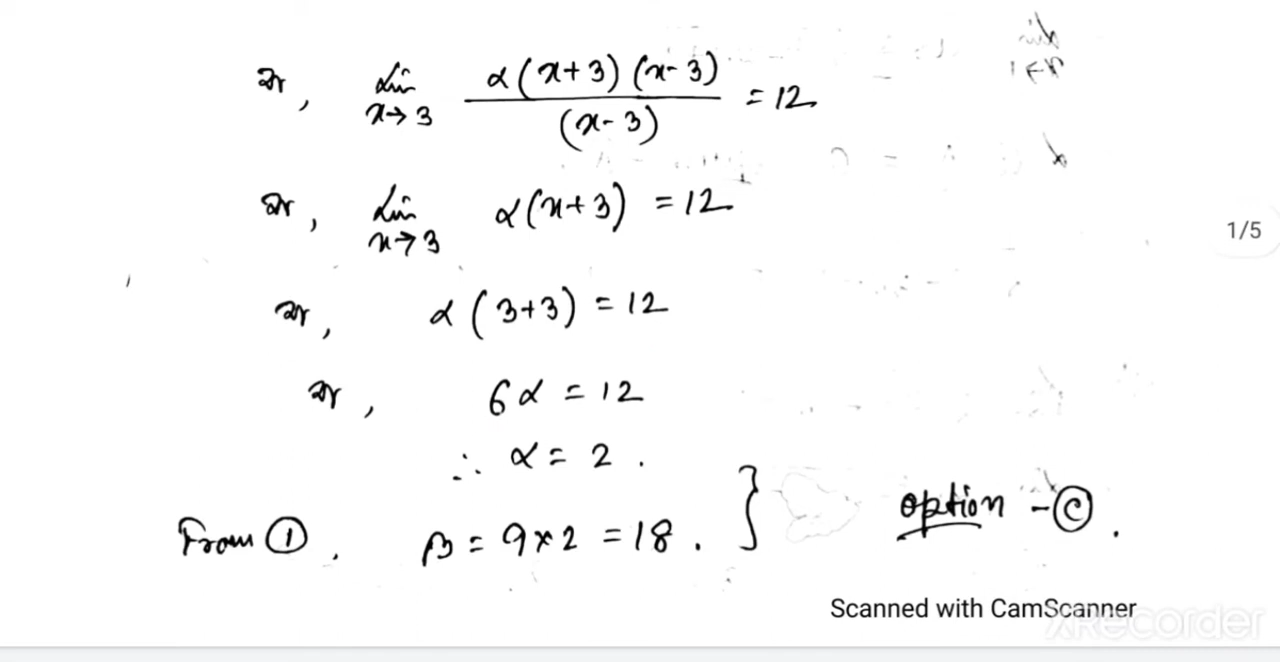 or, lim x→3 α(x+3)(x-3)/(x-3) = 12
or, lim x→3 α(x+3) = 12
1/5
or, α(3+3) = 12
or, 6α = 12
∴ α = 2.
From ①, β = 9×2 = 18. } option -ⓒ.
Scanned with CamScanner
XRecorder